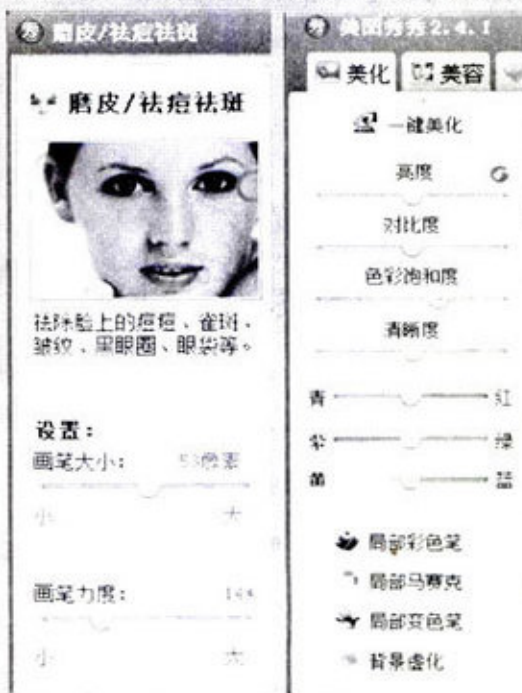 磨皮/祛痘祛斑
磨皮/祛痘祛斑
祛除脸上的痘痘、雀斑、
皱纹、黑眼圈、眼袋等。
设置：
画笔大小： 53像素
小 大
画笔力度： 14%
小 大
美图秀秀2.4.1
美化 美容
一键美化
亮度
对比度
色彩饱和度
清晰度
青 红
紫 绿
黄 蓝
局部彩色笔
局部马赛克
局部变色笔
背景虚化